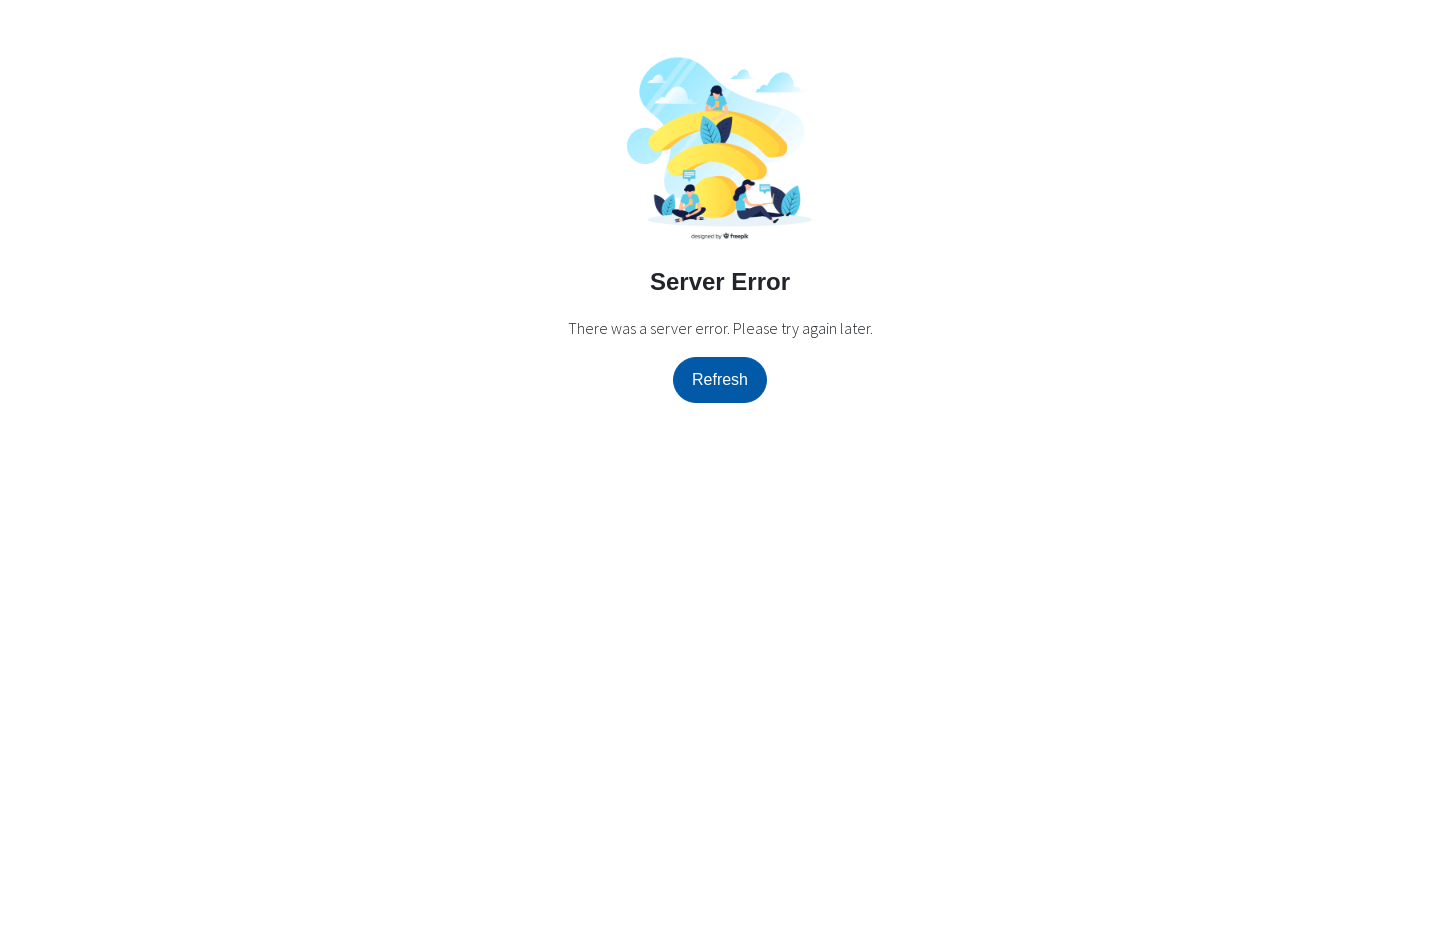 designed by freepik
Server Error
There was a server error. Please try again later.
Refresh